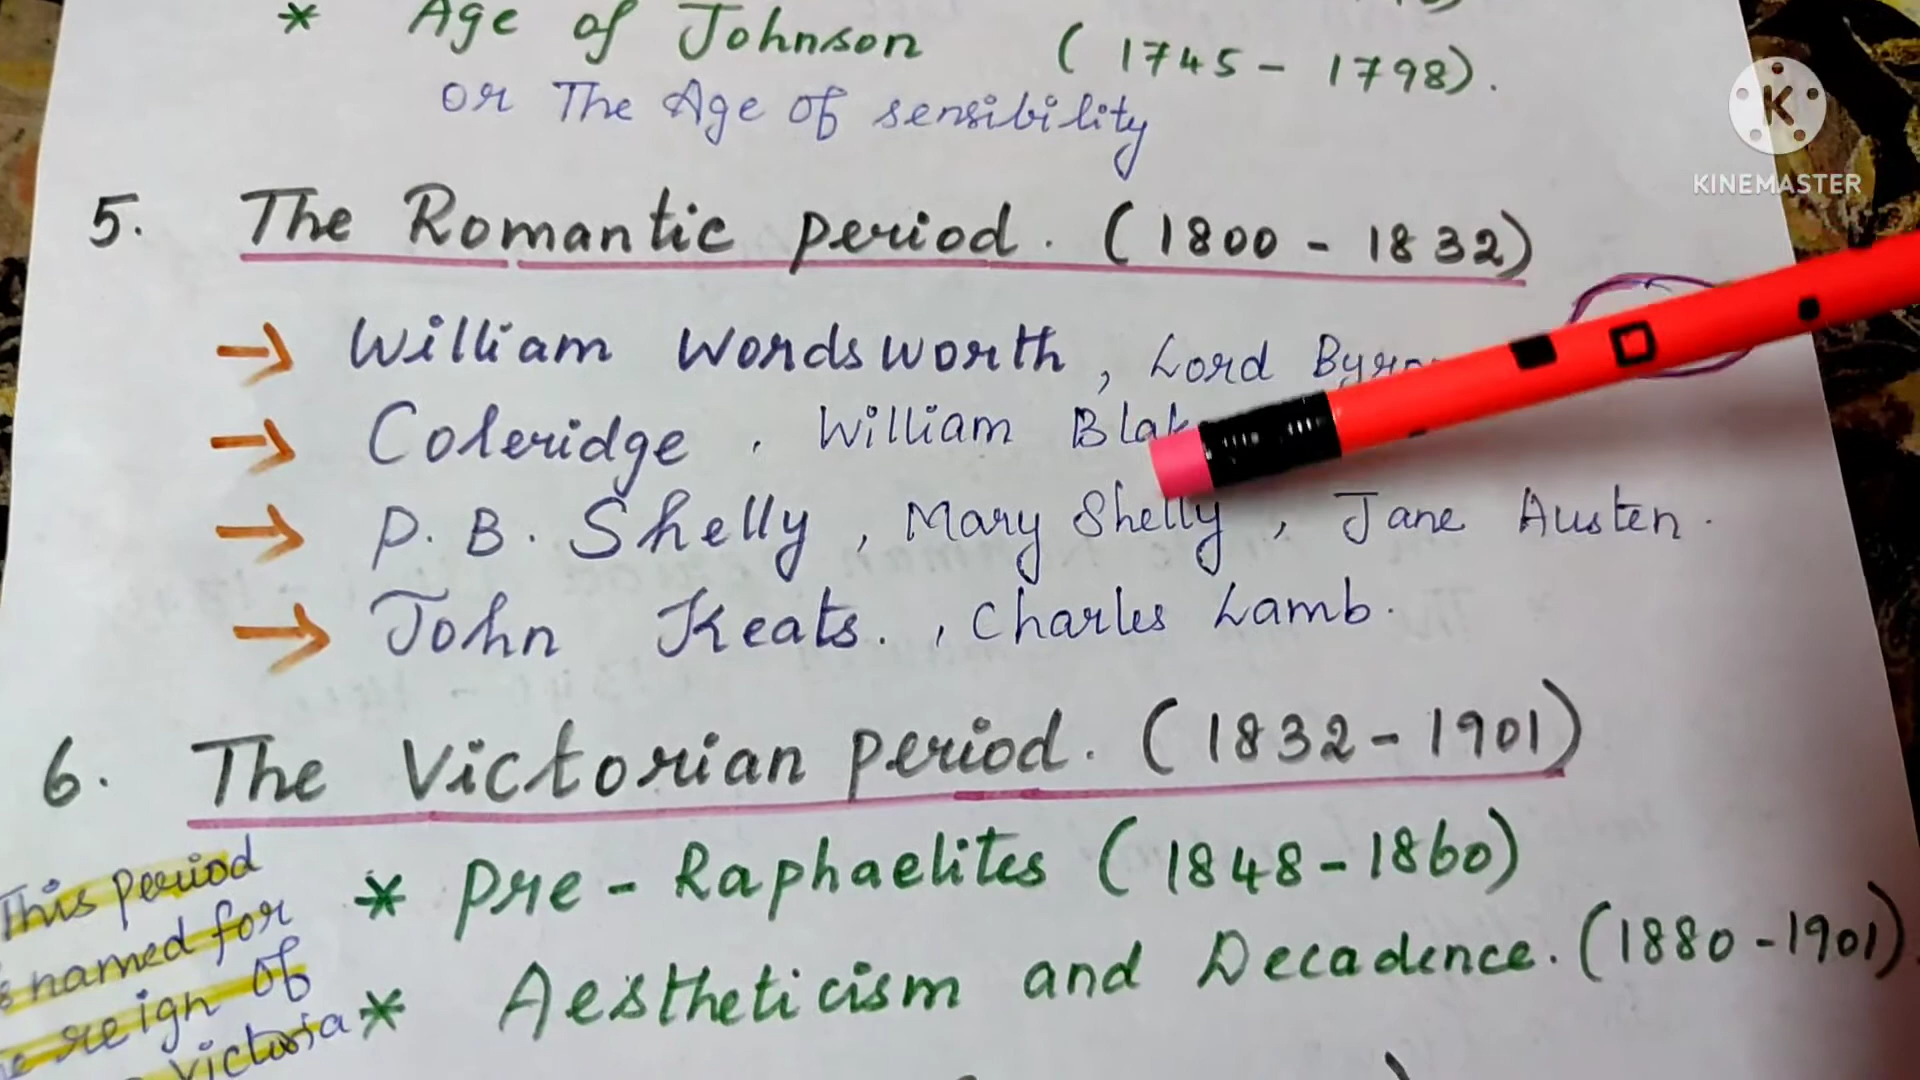 * Age of Johnson (1745-1798).
or The Age of sensibility
KINEMASTER
5. The Romantic period. (1800-1832)
→ William Wordsworth, Lord
→ Coleridge, William
→ P. B. Shelly, Mary Shelly, Jane Austen.
→ John Keats., Charles Lamb.
6. The Victorian period. (1832-1901)
* Pre-Raphaelites (1848-1860)
* Aestheticism and Decadence. (1880-1901)
This period
named for
reign of
Victoria